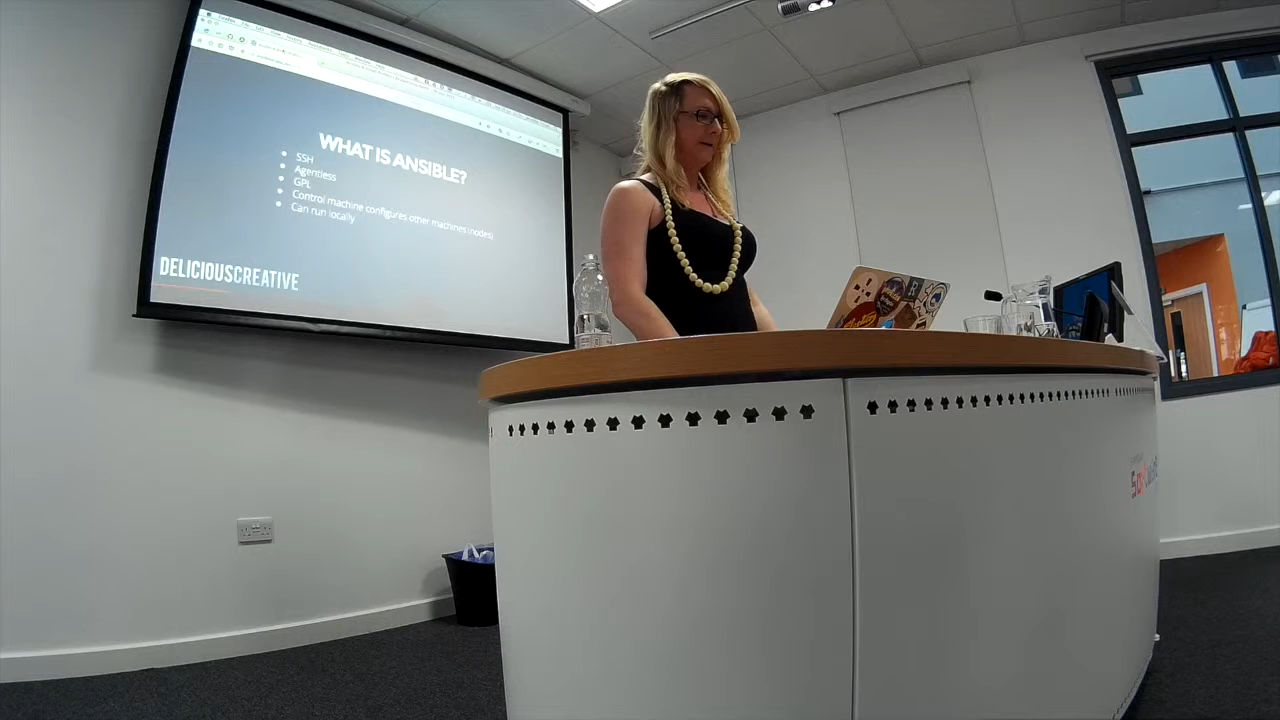 WHAT IS ANSIBLE?
SSH
Agentless
GPL
Control machine configures other machines (nodes)
Can run locally
DELICIOUSCREATIVE